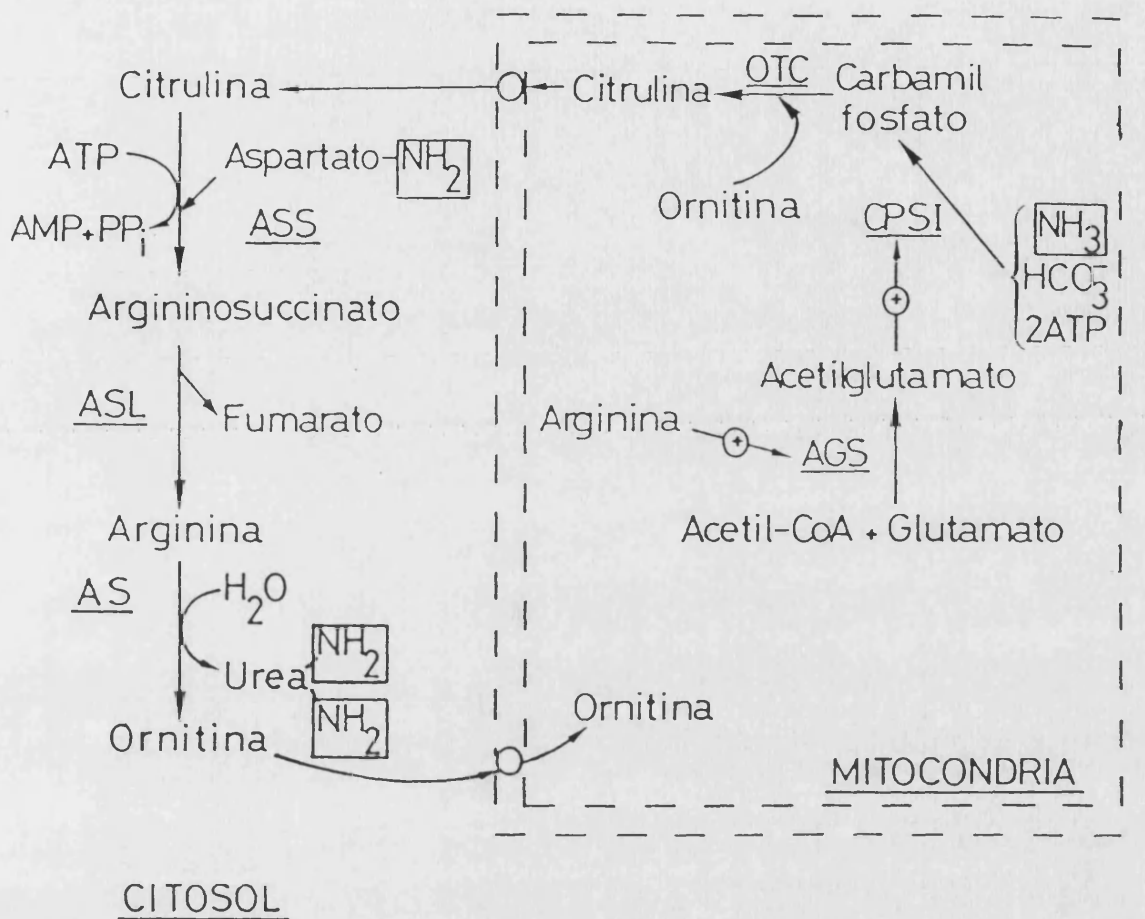 Citrulina
ATP
Aspartato-NH2
AMP+PPi
ASS
Argininosuccinato
ASL
Fumarato
Arginina
AS
H2O
Urea
NH2
NH2
Ornitina
CITOSOL
Citrulina
OTC
Carbamil
fosfato
Ornitina
CPSI
NH3
HCO3-
2ATP
Acetilglutamato
Arginina
+
+
AGS
Acetil-CoA + Glutamato
Ornitina
MITOCONDRIA